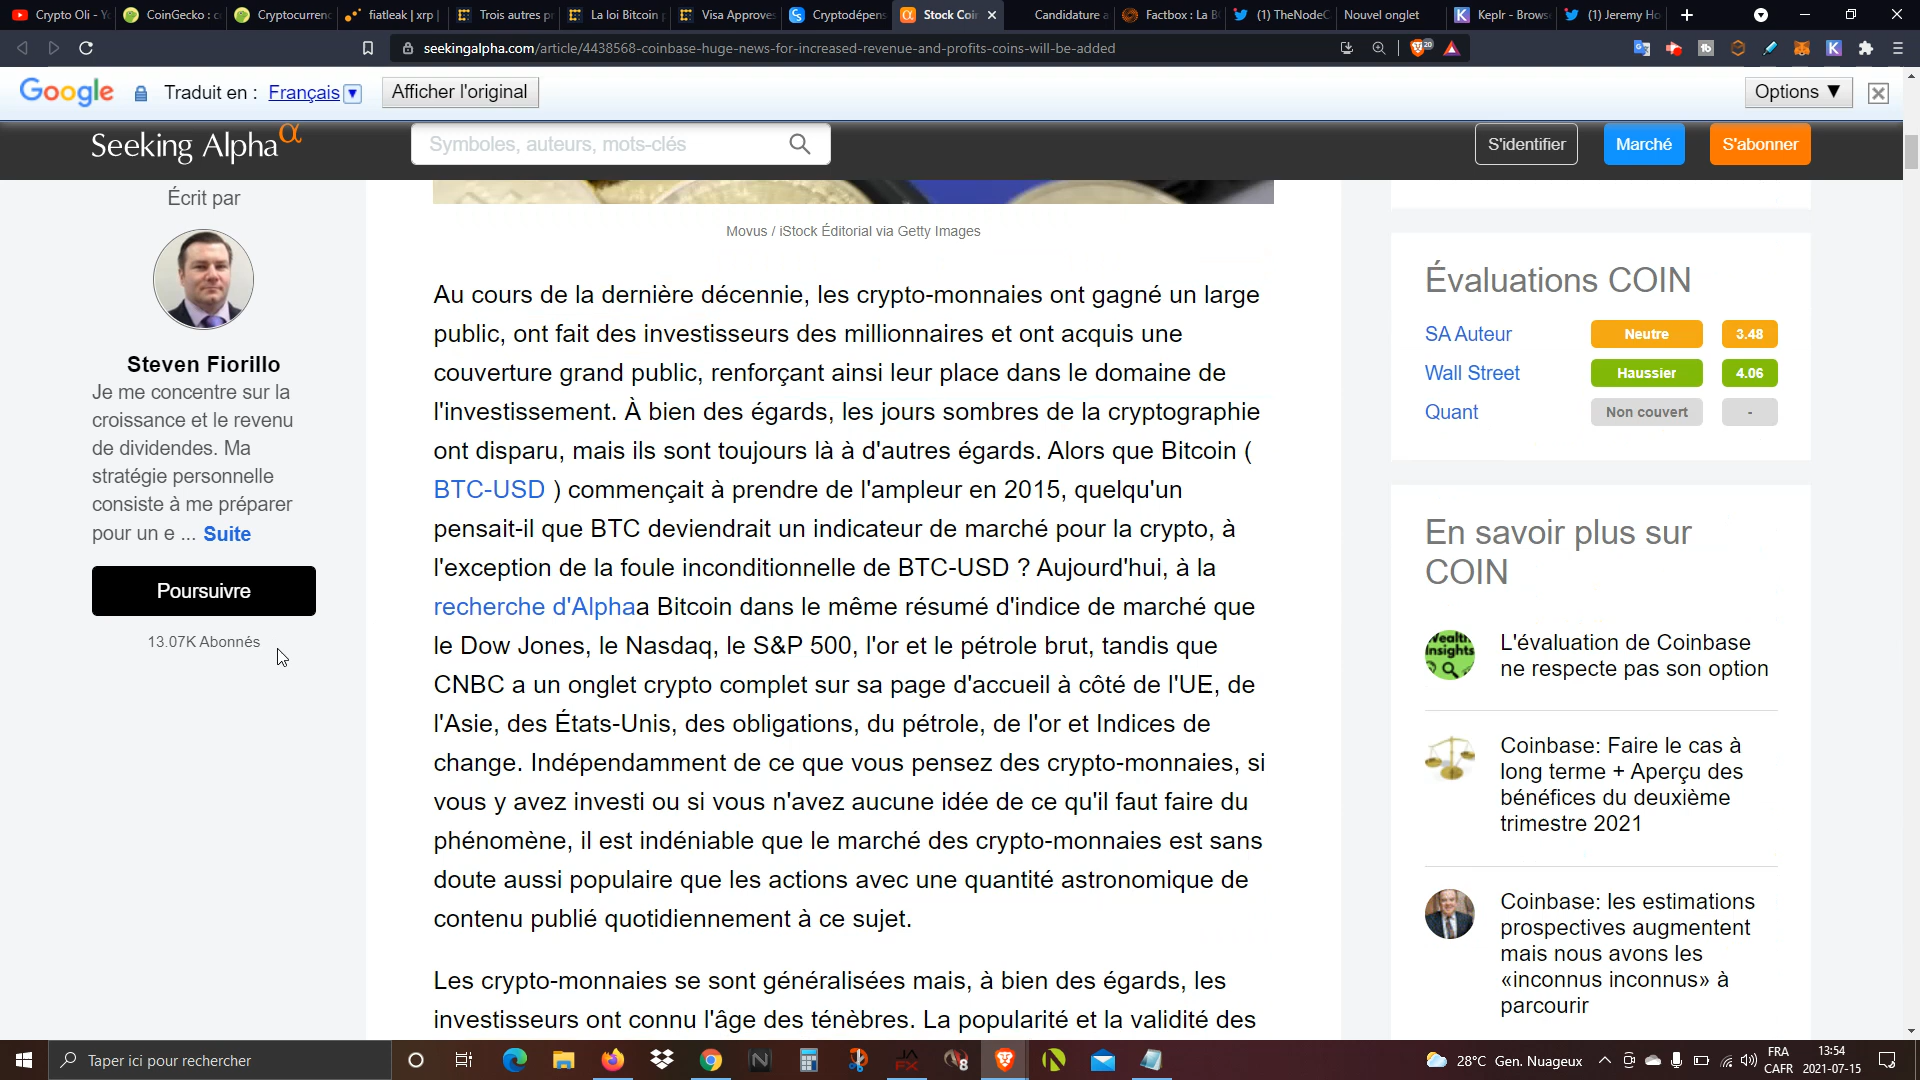 Crypto Oli - Y
CoinGecko : c
Cryptocurrenc
fiatleak | xrp |
Trois autres p
La loi Bitcoin p
Visa Approves
Cryptodépens
Stock Coi
Candidature a
Factbox : La B
(1) TheNodeC
Nouvel onglet
Keplr - Brows
(1) Jeremy Ho
seekingalpha.com/article/4438568-coinbase-huge-news-for-increased-revenue-and-profits-coins-will-be-added
Google
Traduit en : Français
Afficher l'original
Options ▼
Seeking Alpha α
Symboles, auteurs, mots-clés
S'identifier
Marché
S'abonner
Écrit par
Steven Fiorillo
Je me concentre sur la
croissance et le revenu
de dividendes. Ma
stratégie personnelle
consiste à me préparer
pour un e ... Suite
Poursuivre
13.07K Abonnés
Movus / iStock Éditorial via Getty Images
Au cours de la dernière décennie, les crypto-monnaies ont gagné un large
public, ont fait des investisseurs des millionnaires et ont acquis une
couverture grand public, renforçant ainsi leur place dans le domaine de
l'investissement. À bien des égards, les jours sombres de la cryptographie
ont disparu, mais ils sont toujours là à d'autres égards. Alors que Bitcoin (
BTC-USD ) commençait à prendre de l'ampleur en 2015, quelqu'un
pensait-il que BTC deviendrait un indicateur de marché pour la crypto, à
l'exception de la foule inconditionnelle de BTC-USD ? Aujourd'hui, à la
recherche d'Alphaa Bitcoin dans le même résumé d'indice de marché que
le Dow Jones, le Nasdaq, le S&P 500, l'or et le pétrole brut, tandis que
CNBC a un onglet crypto complet sur sa page d'accueil à côté de l'UE, de
l'Asie, des États-Unis, des obligations, du pétrole, de l'or et Indices de
change. Indépendamment de ce que vous pensez des crypto-monnaies, si
vous y avez investi ou si vous n'avez aucune idée de ce qu'il faut faire du
phénomène, il est indéniable que le marché des crypto-monnaies est sans
doute aussi populaire que les actions avec une quantité astronomique de
contenu publié quotidiennement à ce sujet.
Les crypto-monnaies se sont généralisées mais, à bien des égards, les
investisseurs ont connu l'âge des ténèbres. La popularité et la validité des
Évaluations COIN
SA Auteur Neutre 3.48
Wall Street Haussier 4.06
Quant Non couvert -
En savoir plus sur
COIN
Wealth
Insights
L'évaluation de Coinbase
ne respecte pas son option
Coinbase: Faire le cas à
long terme + Aperçu des
bénéfices du deuxième
trimestre 2021
Coinbase: les estimations
prospectives augmentent
mais nous avons les
«inconnus inconnus» à
parcourir
Taper ici pour rechercher
28°C Gen. Nuageux
FRA
CAFR
13:54
2021-07-15